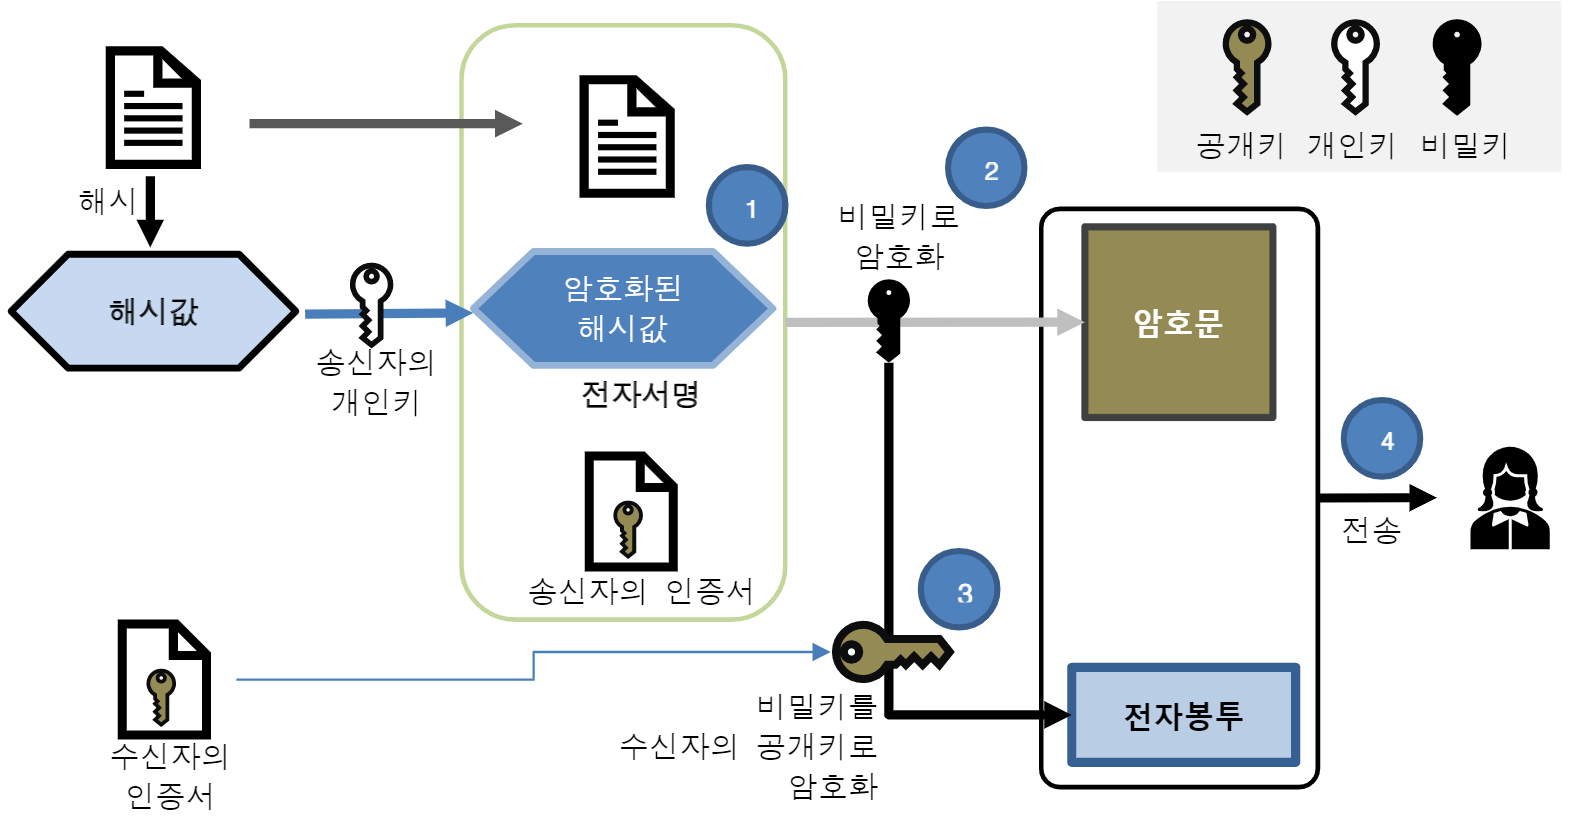 공개키 개인키 비밀키
해시
해시값
송신자의
개인키
1
암호화된
해시값
전자서명
송신자의 인증서
2
비밀키로
암호화
암호문
3
비밀키를
수신자의 공개키로
암호화
전자봉투
4
전송
수신자의
인증서